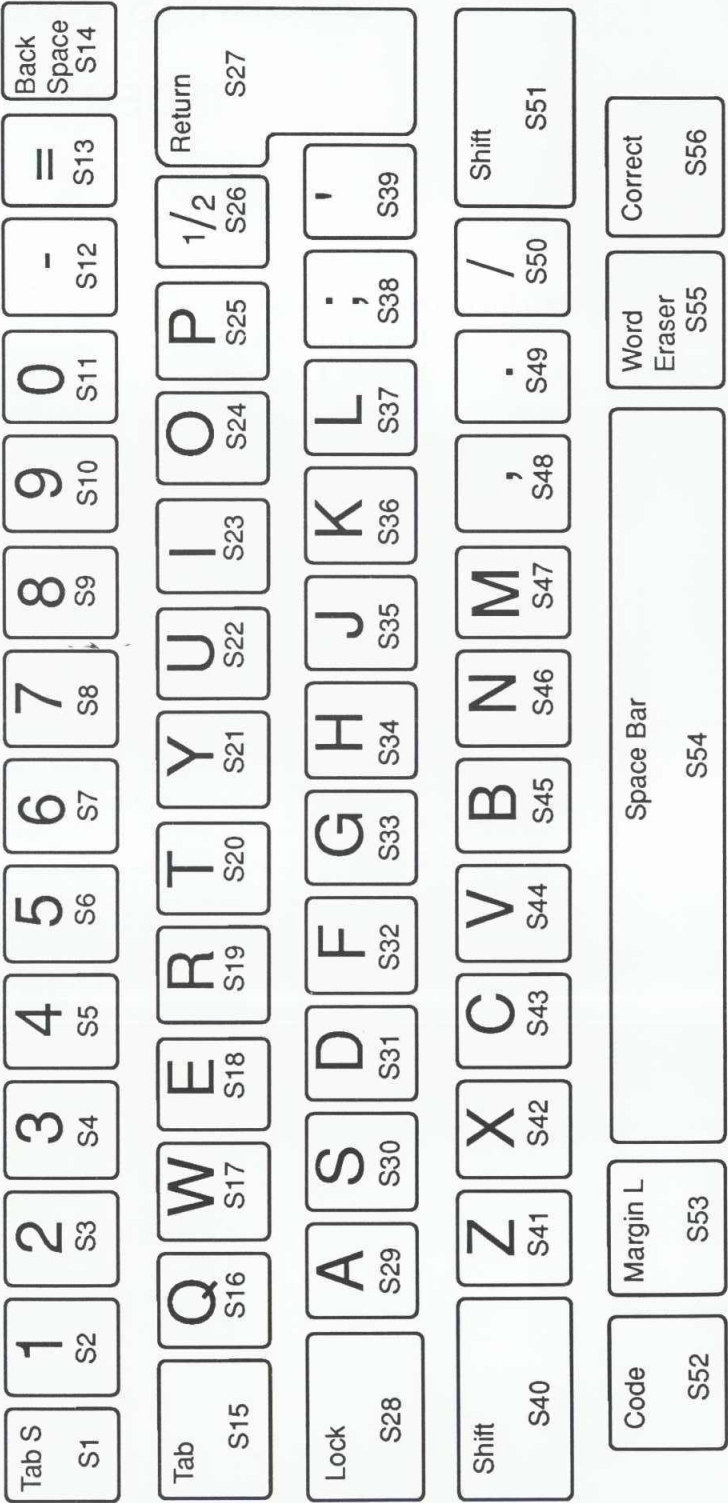 Tab S 1 2 3 4 5 6 7 8 9 0 - = Back
Space
S1 S2 S3 S4 S5 S6 S7 S8 S9 S10 S11 S12 S13 S14
Tab Q W E R T Y U I O P 1/2 Return
S15 S16 S17 S18 S19 S20 S21 S22 S23 S24 S25 S26 S27
Lock A S D F G H J K L ; '
S28 S29 S30 S31 S32 S33 S34 S35 S36 S37 S38 S39
Shift Z X C V B N M , . / Shift
S40 S41 S42 S43 S44 S45 S46 S47 S48 S49 S50 S51
Code Margin L Space Bar Word
Eraser Correct
S52 S53 S54 S55 S56